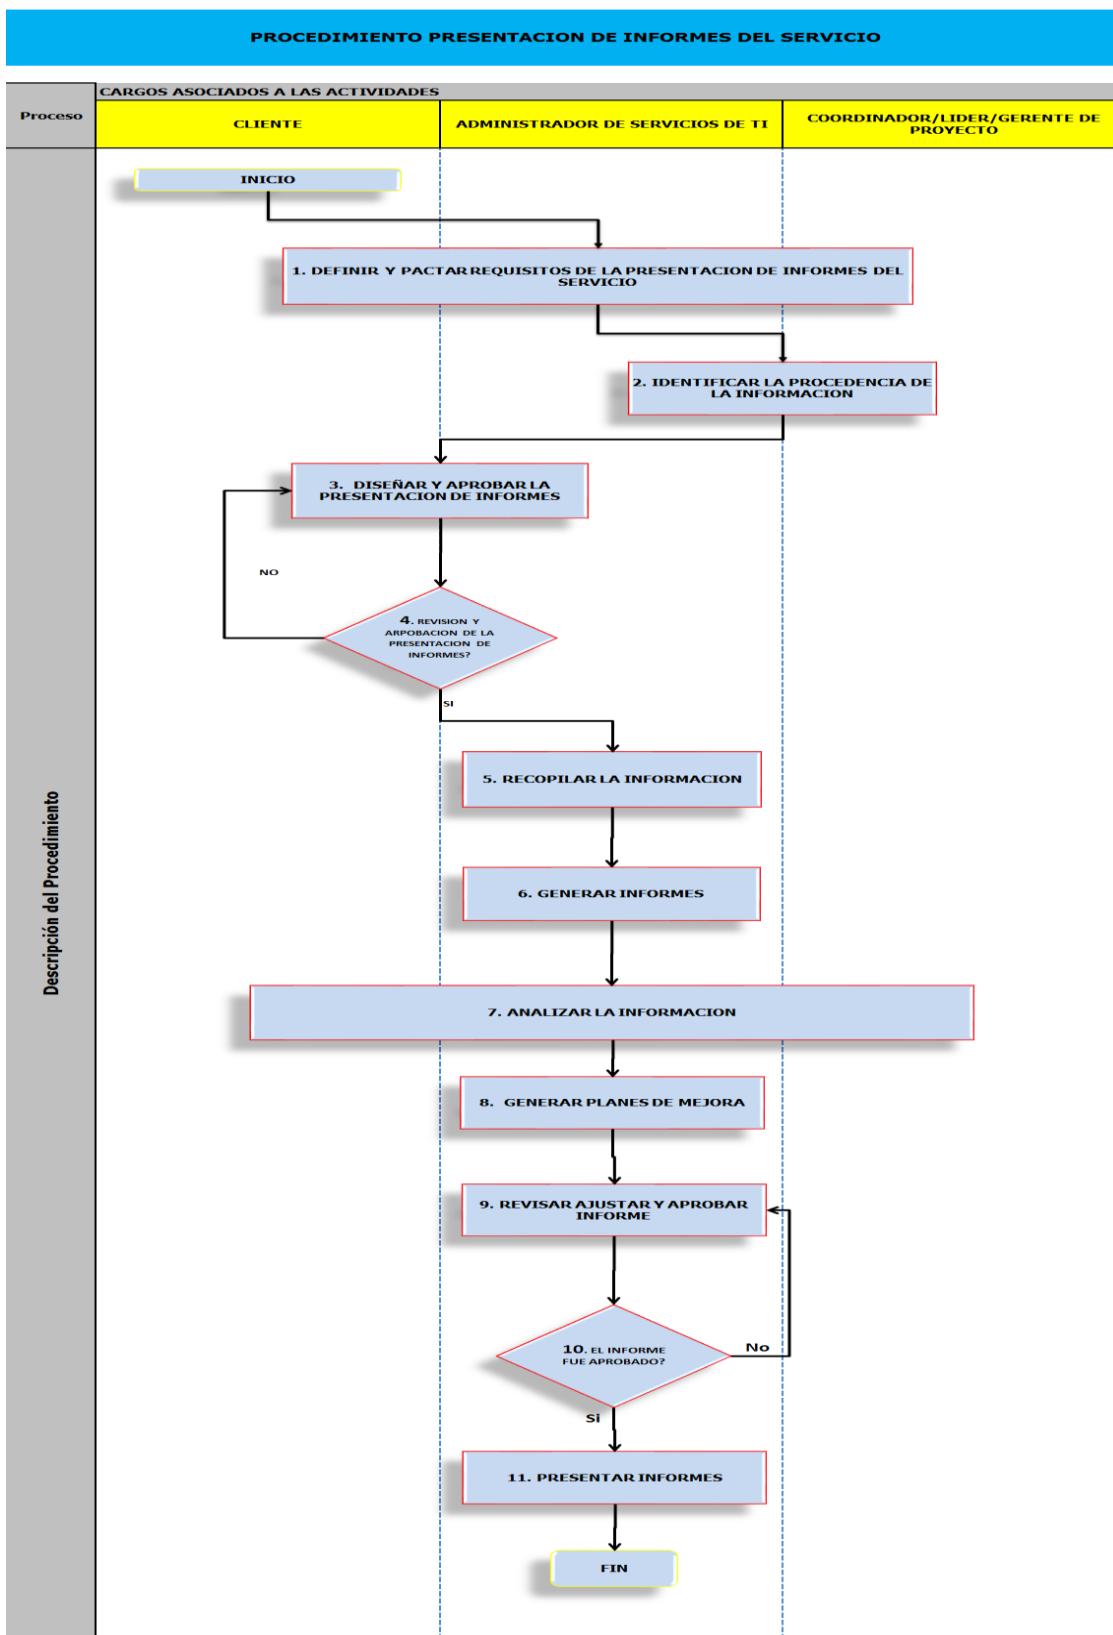 PROCEDIMIENTO PRESENTACION DE INFORMES DEL SERVICIO
CARGOS ASOCIADOS A LAS ACTIVIDADES
Proceso
CLIENTE
ADMINISTRADOR DE SERVICIOS DE TI
COORDINADOR/LIDER/GERENTE DE
PROYECTO
INICIO
1. DEFINIR Y PACTAR REQUISITOS DE LA PRESENTACION DE INFORMES DEL
SERVICIO
2. IDENTIFICAR LA PROCEDENCIA DE
LA INFORMACION
3. DISEÑAR Y APROBAR LA
PRESENTACION DE INFORMES
NO
4. REVISION Y
ARPOBACION DE LA
PRESENTACION DE
INFORMES?
SI
5. RECOPILAR LA INFORMACION
Descripción del Procedimiento
6. GENERAR INFORMES
7. ANALIZAR LA INFORMACION
8. GENERAR PLANES DE MEJORA
9. REVISAR AJUSTAR Y APROBAR
INFORME
10. EL INFORME
FUE APROBADO?
No
Si
11. PRESENTAR INFORMES
FIN